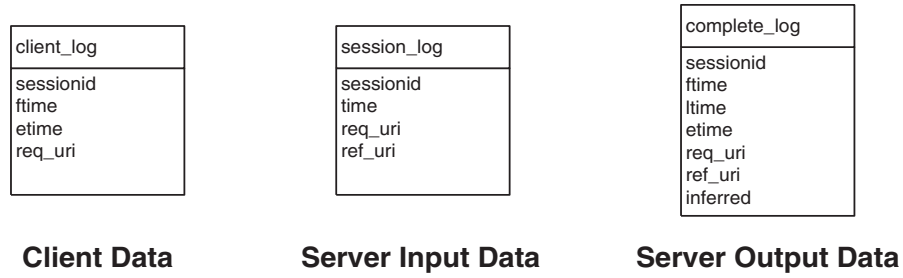 client_log
sessionid
ftime
etime
req_uri
Client Data
session_log
sessionid
time
req_uri
ref_uri
Server Input Data
complete_log
sessionid
ftime
ltime
etime
req_uri
ref_uri
inferred
Server Output Data